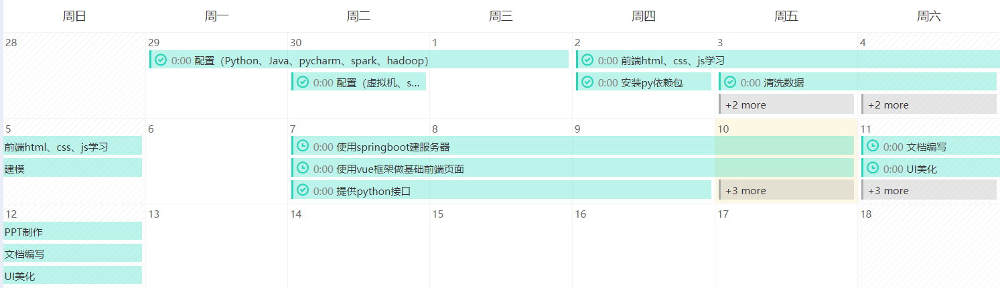 周日 周一 周二 周三 周四 周五 周六
28 29 30 1 2 3 4
0:00 配置（Python、Java、pycharm、spark、hadoop） 0:00 前端html、css、js学习
0:00 配置（虚拟机、s... 0:00 安装py依赖包 0:00 清洗数据
+2 more +2 more
5 6 7 8 9 10 11
前端html、css、js学习 0:00 使用springboot建服务器 0:00 文档编写
建模 0:00 使用vue框架做基础前端页面 0:00 UI美化
0:00 提供python接口 +3 more +3 more
12 13 14 15 16 17 18
PPT制作
文档编写
UI美化